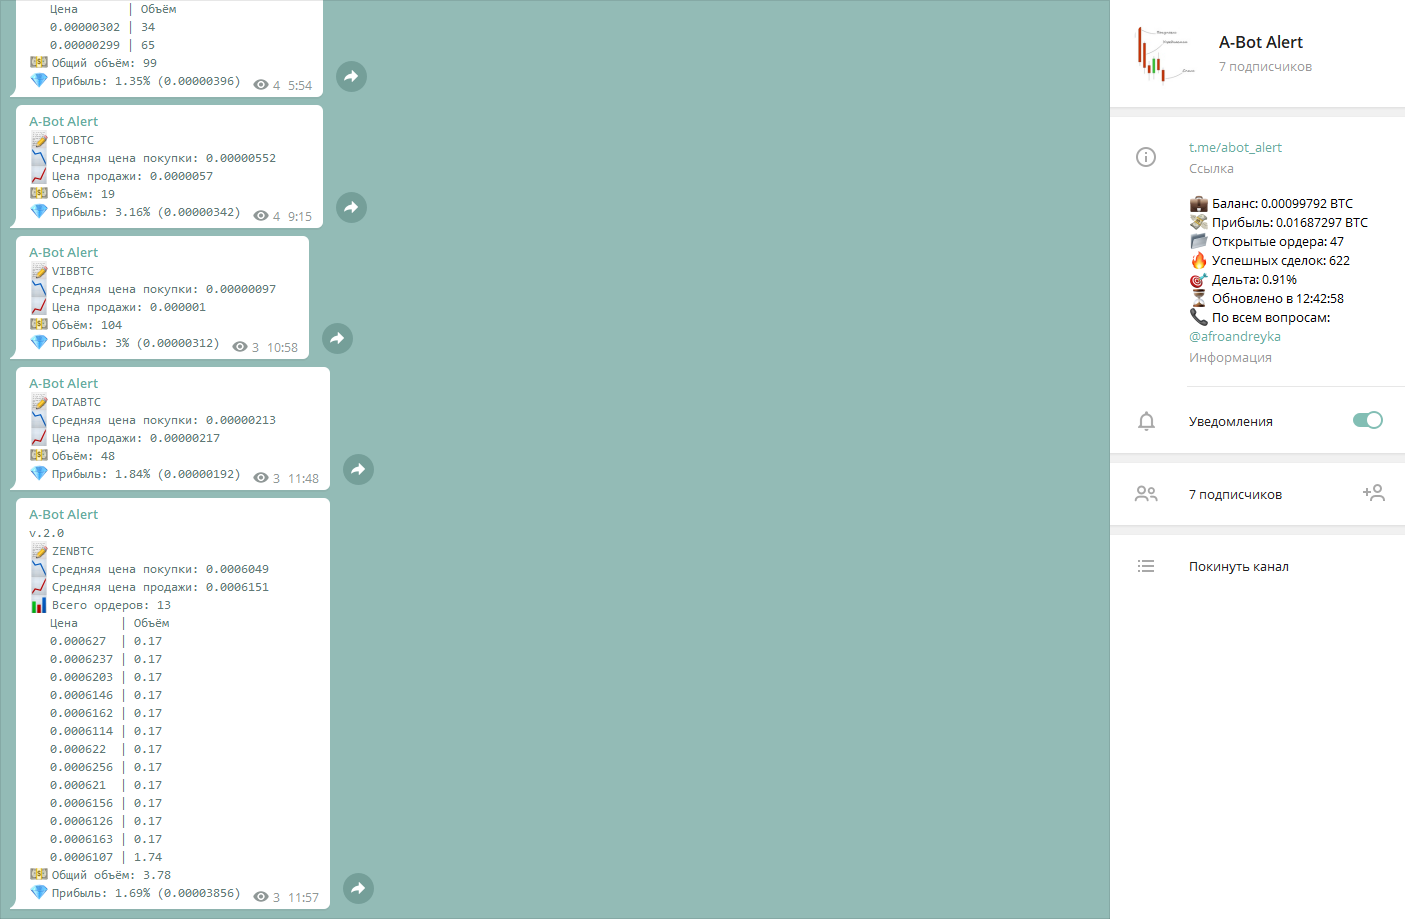 Цена | Объём
0.00000302 | 34
0.00000299 | 65
Общий объём: 99
Прибыль: 1.35% (0.00000396) 4 5:54
A-Bot Alert
LTOBTC
Средняя цена покупки: 0.00000552
Цена продажи: 0.0000057
Объём: 19
Прибыль: 3.16% (0.00000342) 4 9:15
A-Bot Alert
VIBBTC
Средняя цена покупки: 0.00000097
Цена продажи: 0.000001
Объём: 104
Прибыль: 3% (0.00000312) 3 10:58
A-Bot Alert
DATABTC
Средняя цена покупки: 0.00000213
Цена продажи: 0.00000217
Объём: 48
Прибыль: 1.84% (0.00000192) 3 11:48
A-Bot Alert
v.2.0
ZENBTC
Средняя цена покупки: 0.0006049
Средняя цена продажи: 0.0006151
Всего ордеров: 13
Цена | Объём
0.000627 | 0.17
0.0006237 | 0.17
0.0006203 | 0.17
0.0006146 | 0.17
0.0006162 | 0.17
0.0006114 | 0.17
0.000622 | 0.17
0.0006256 | 0.17
0.000621 | 0.17
0.0006156 | 0.17
0.0006126 | 0.17
0.0006163 | 0.17
0.0006107 | 1.74
Общий объём: 3.78
Прибыль: 1.69% (0.00003856) 3 11:57
A-Bot Alert
7 подписчиков
t.me/abot_alert
Ссылка
Баланс: 0.00099792 BTC
Прибыль: 0.01687297 BTC
Открытые ордера: 47
Успешных сделок: 622
Дельта: 0.91%
Обновлено в 12:42:58
По всем вопросам:
@afroandreyka
Информация
Уведомления
7 подписчиков
Покинуть канал